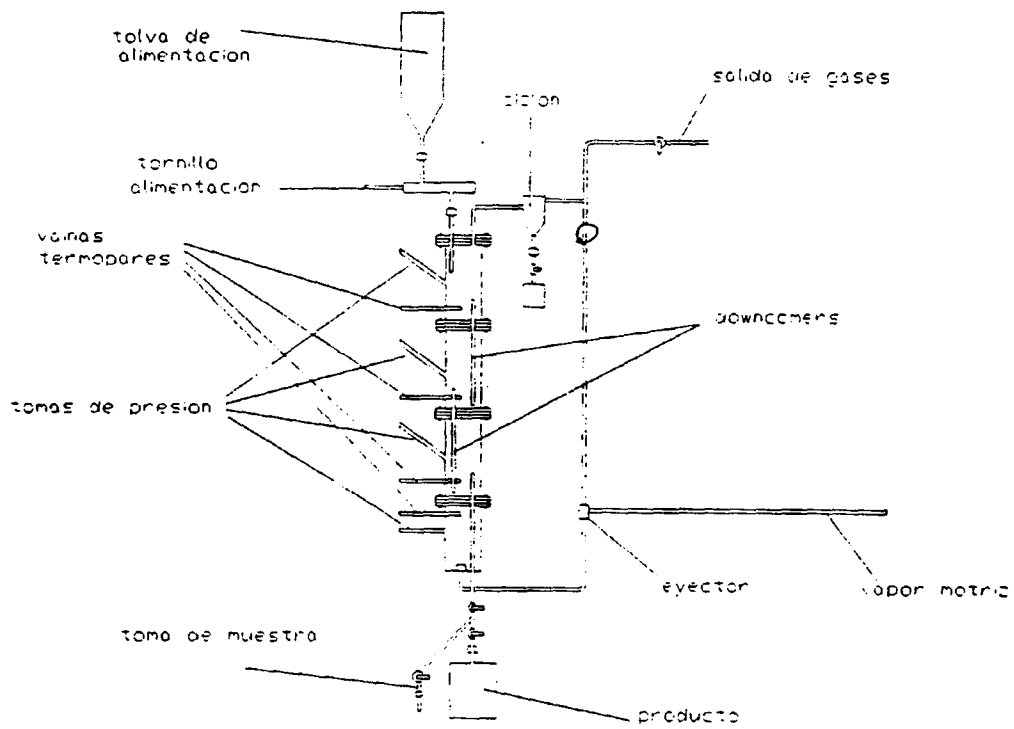 tolva de
alimentacion
salida de gases
ciclon
tornillo
alimentacion
vainas
termopares
downcomers
tomas de presion
eyector
vapor motriz
toma de muestra
producto